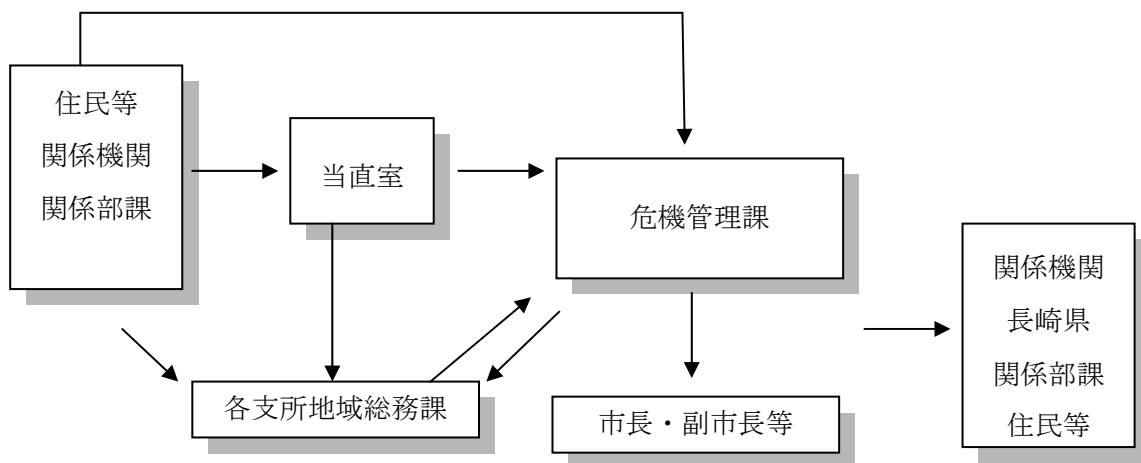 住民等
関係機関
関係部課
当直室
危機管理課
各支所地域総務課
市長・副市長等
関係機関
長崎県
関係部課
住民等